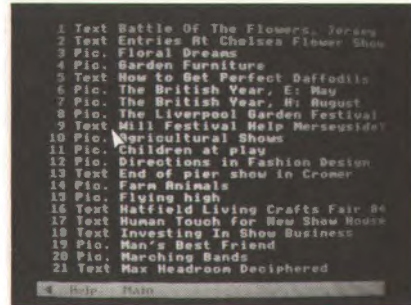 1 Text Battle Of The Flowers, Jersey
2 Text Entries At Chelsea Flower Show
3 Pic. Floral Dreams
4 Pic. Garden Furniture
5 Text How to Get Perfect Daffodils
6 Pic. The British Year, E: May
7 Pic. The British Year, H: August
8 Pic. The Liverpool Garden Festival
9 Text Will Festival Help Merseyside?
10 Pic. Agricultural Shows
11 Pic. Children at play
12 Pic. Directions in Fashion Design
13 Text End of pier show in Cromer
14 Pic. Farm Animals
15 Pic. Flying high
16 Text Hatfield Living Crafts Fair 84
17 Text Human Touch for New Show House
18 Text Investing In Show Business
19 Pic. Man's Best Friend
20 Pic. Marching Bands
21 Text Max Headroom Deciphered
Help Main